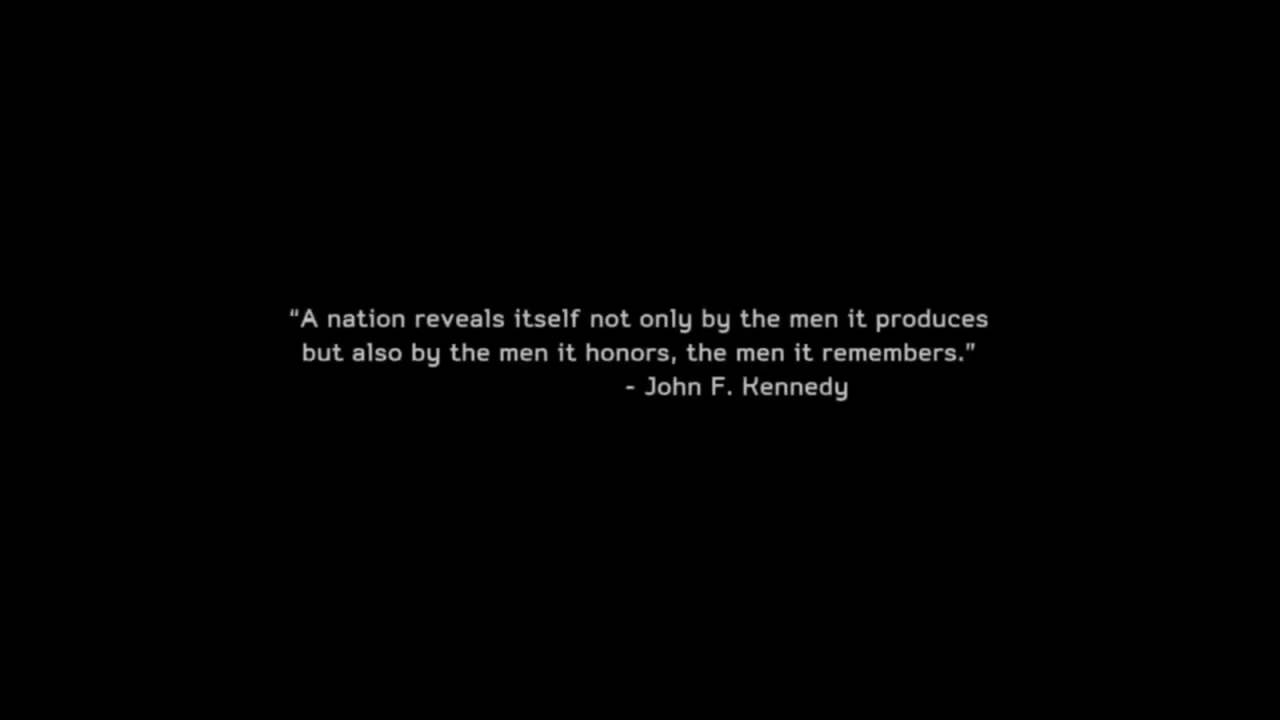 “A nation reveals itself not only by the men it produces
but also by the men it honors, the men it remembers.”
- John F. Kennedy